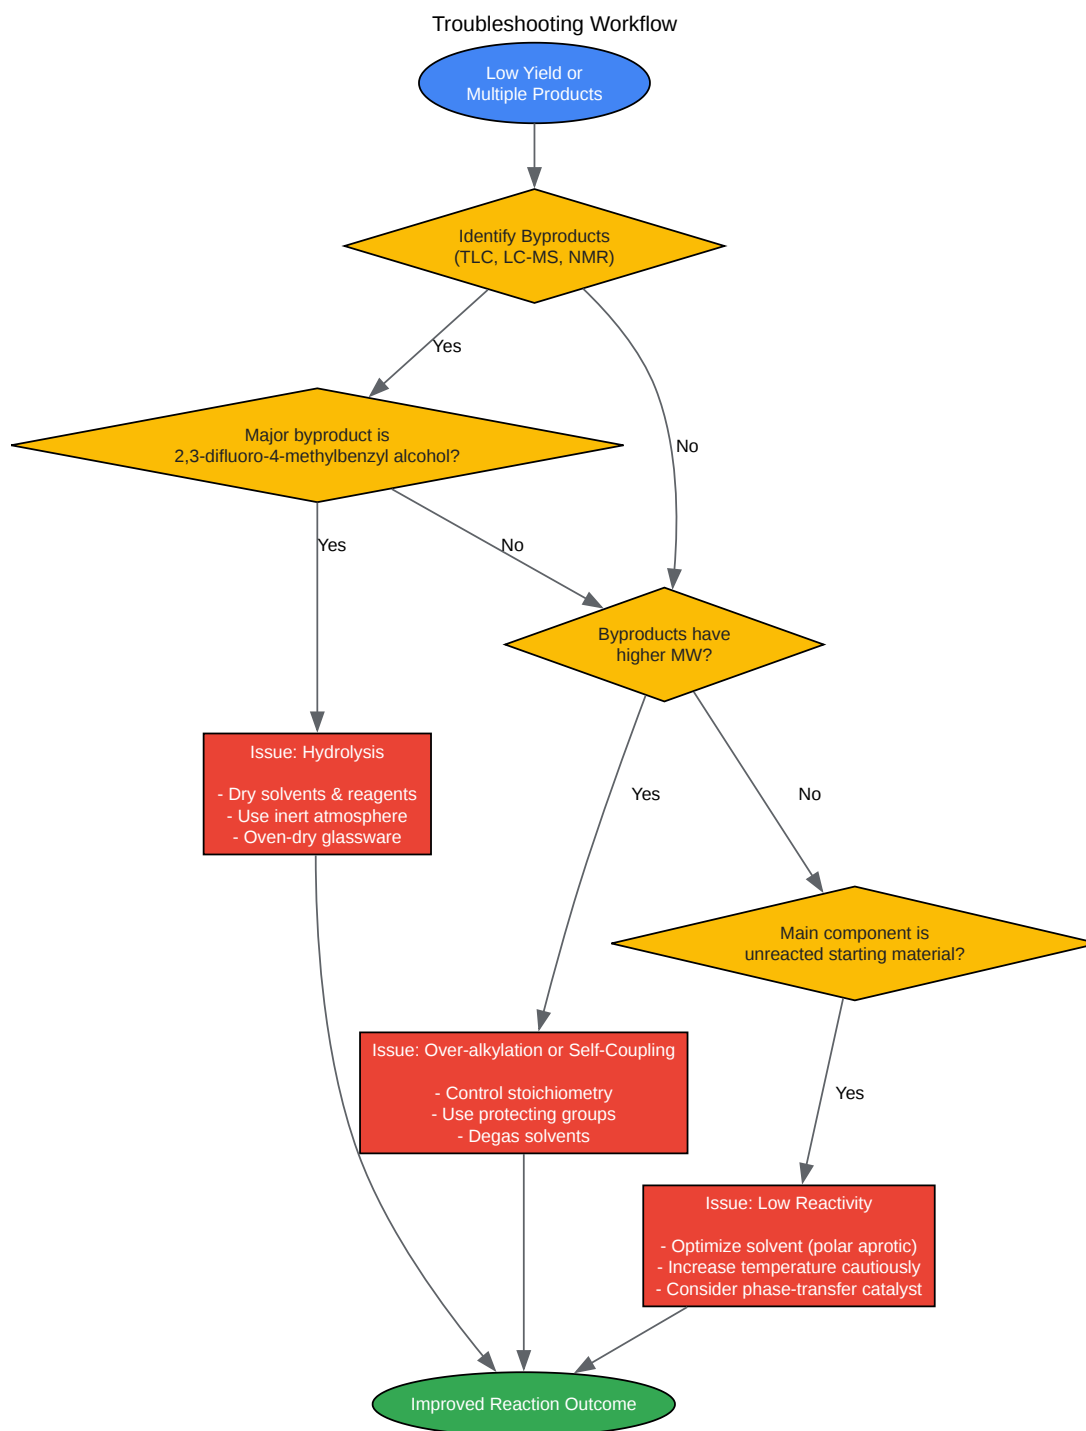 Troubleshooting Workflow
Low Yield or
Multiple Products
Identify Byproducts
(TLC, LC-MS, NMR)
Yes
No
Major byproduct is
2,3-difluoro-4-methylbenzyl alcohol?
Yes
No
Byproducts have
higher MW?
Yes
No
Issue: Hydrolysis
- Dry solvents & reagents
- Use inert atmosphere
- Oven-dry glassware
Main component is
unreacted starting material?
Yes
Issue: Over-alkylation or Self-Coupling
- Control stoichiometry
- Use protecting groups
- Degas solvents
Issue: Low Reactivity
- Optimize solvent (polar aprotic)
- Increase temperature cautiously
- Consider phase-transfer catalyst
Improved Reaction Outcome